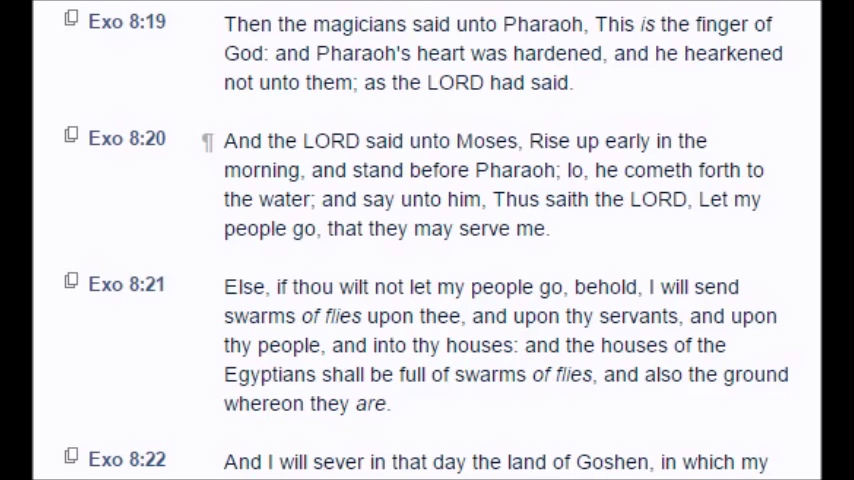 Exo 8:19 Then the magicians said unto Pharaoh, This is the finger of
God: and Pharaoh's heart was hardened, and he hearkened
not unto them; as the LORD had said.
Exo 8:20 ¶ And the LORD said unto Moses, Rise up early in the
morning, and stand before Pharaoh; lo, he cometh forth to
the water; and say unto him, Thus saith the LORD, Let my
people go, that they may serve me.
Exo 8:21 Else, if thou wilt not let my people go, behold, I will send
swarms of flies upon thee, and upon thy servants, and upon
thy people, and into thy houses: and the houses of the
Egyptians shall be full of swarms of flies, and also the ground
whereon they are.
Exo 8:22 And I will sever in that day the land of Goshen, in which my